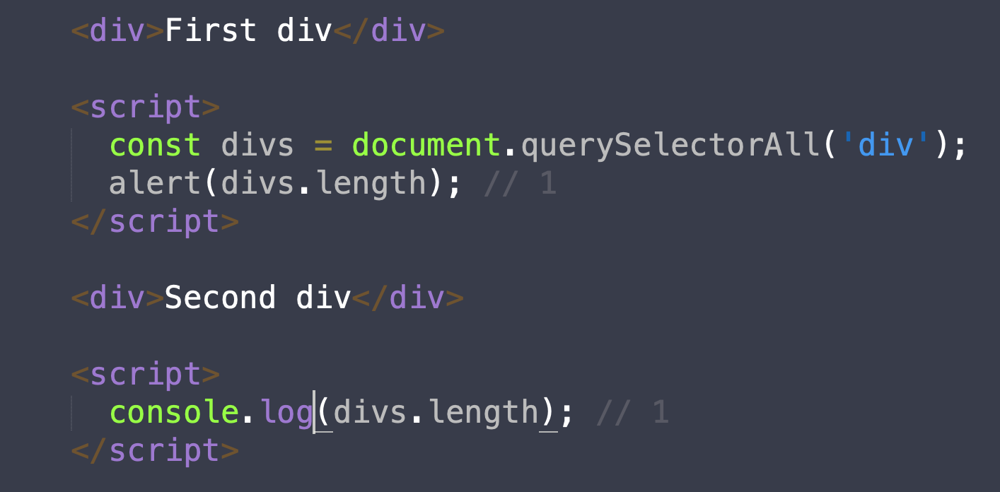 <div>First div</div>
<script>
const divs = document.querySelectorAll('div');
alert(divs.length); // 1
</script>
<div>Second div</div>
<script>
console.log(divs.length); // 1
</script>